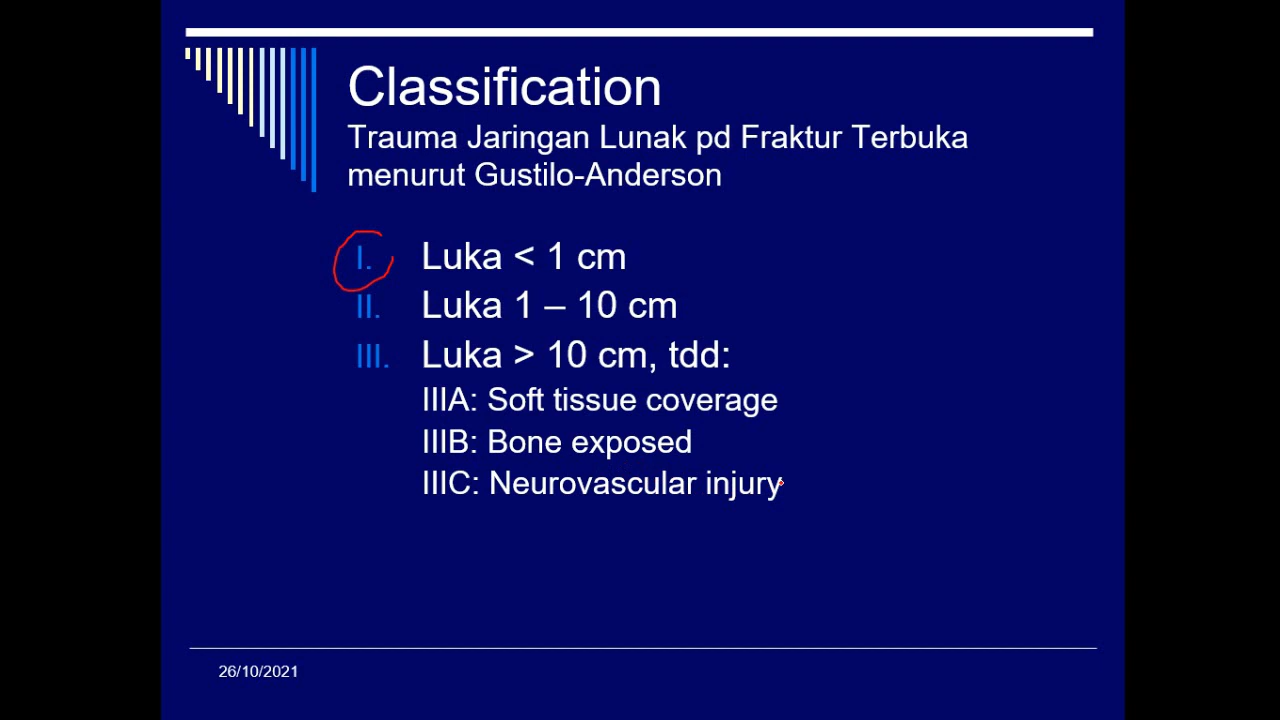 Classification
Trauma Jaringan Lunak pd Fraktur Terbuka
menurut Gustilo-Anderson
I. Luka < 1 cm
II. Luka 1 – 10 cm
III. Luka > 10 cm, tdd:
IIIA: Soft tissue coverage
IIIB: Bone exposed
IIIC: Neurovascular injury
26/10/2021